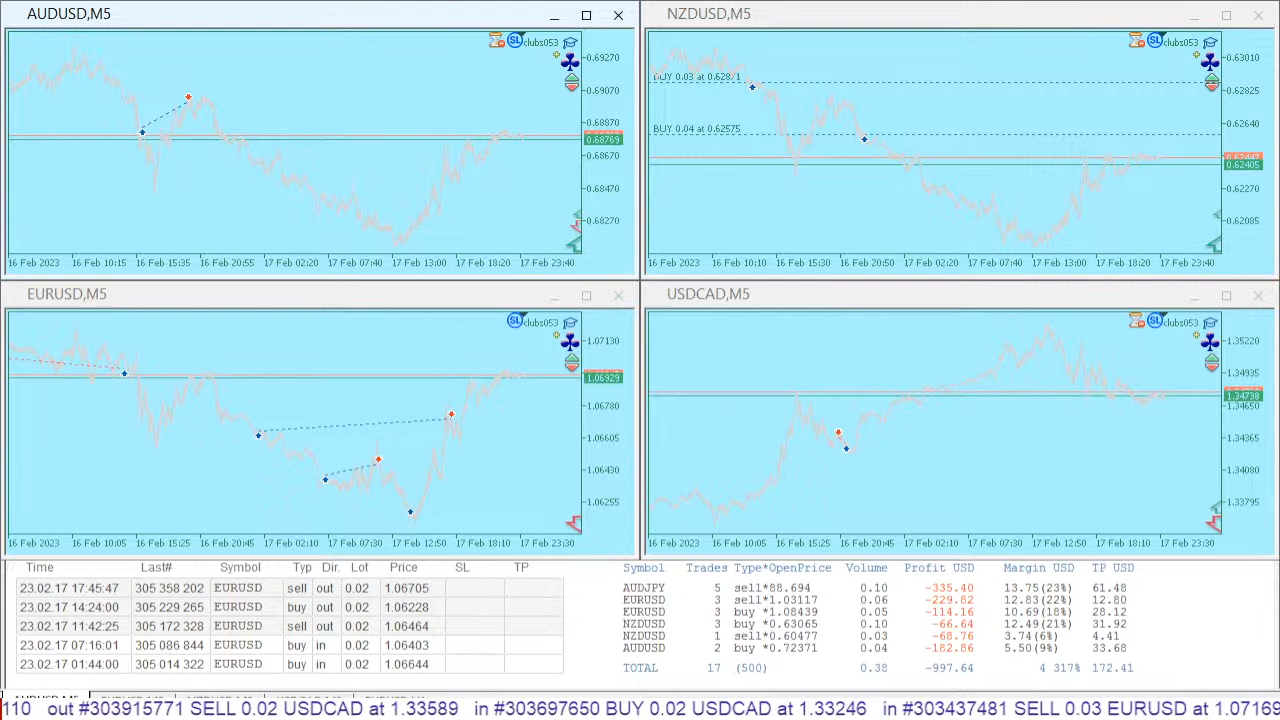 AUDUSD,M5
clubs053
0.69270
0.69070
0.68870
0.68769
0.68670
0.68470
0.68270
16 Feb 2023 16 Feb 10:15 16 Feb 15:35 16 Feb 20:55 17 Feb 02:20 17 Feb 07:40 17 Feb 13:00 17 Feb 18:20 17 Feb 23:40
NZDUSD,M5
clubs053
0.63010
BUY 0.03 at 0.62871
0.62825
BUY 0.04 at 0.62575
0.62640
0.62447
0.62405
0.62270
0.62085
16 Feb 2023 16 Feb 10:10 16 Feb 15:30 16 Feb 20:50 17 Feb 02:20 17 Feb 07:40 17 Feb 13:00 17 Feb 18:20 17 Feb 23:40
EURUSD,M5
SL clubs053
1.07130
1.06929
1.06780
1.06605
1.06430
1.06255
16 Feb 2023 16 Feb 10:05 16 Feb 15:25 16 Feb 20:45 17 Feb 02:10 17 Feb 07:30 17 Feb 12:50 17 Feb 18:10 17 Feb 23:30
USDCAD,M5
SL clubs053
1.35220
1.34935
1.34738
1.34650
1.34365
1.34080
1.33795
16 Feb 2023 16 Feb 10:05 16 Feb 15:25 16 Feb 20:45 17 Feb 02:10 17 Feb 07:30 17 Feb 12:50 17 Feb 18:10 17 Feb 23:30
Time Last# Symbol Typ Dir. Lot Price SL TP
23.02.17 17:45:47 305 358 202 EURUSD sell out 0.02 1.06705
23.02.17 14:24:00 305 229 265 EURUSD buy out 0.02 1.06228
23.02.17 11:42:25 305 172 328 EURUSD sell out 0.02 1.06464
23.02.17 07:16:01 305 086 844 EURUSD buy in 0.02 1.06403
23.02.17 01:44:00 305 014 322 EURUSD buy in 0.02 1.06644
Symbol Trades Type*OpenPrice Volume Profit USD Margin USD TP USD
AUDJPY 5 sell*88.694 0.10 -335.40 13.75(23%) 61.48
EURUSD 3 sell*1.03117 0.06 -229.82 12.83(22%) 12.80
EURUSD 3 buy *1.08439 0.05 -114.16 10.69(18%) 28.12
NZDUSD 3 buy *0.63065 0.10 -66.64 12.49(21%) 31.92
NZDUSD 1 sell*0.60477 0.03 -68.76 3.74(6%) 4.41
AUDUSD 2 buy *0.72371 0.04 -182.86 5.50(9%) 33.68
TOTAL 17 (500) 0.38 -997.64 4 317% 172.41
110 out #303915771 SELL 0.02 USDCAD at 1.33589 in #303697650 BUY 0.02 USDCAD at 1.33246 in #303437481 SELL 0.03 EURUSD at 1.07169